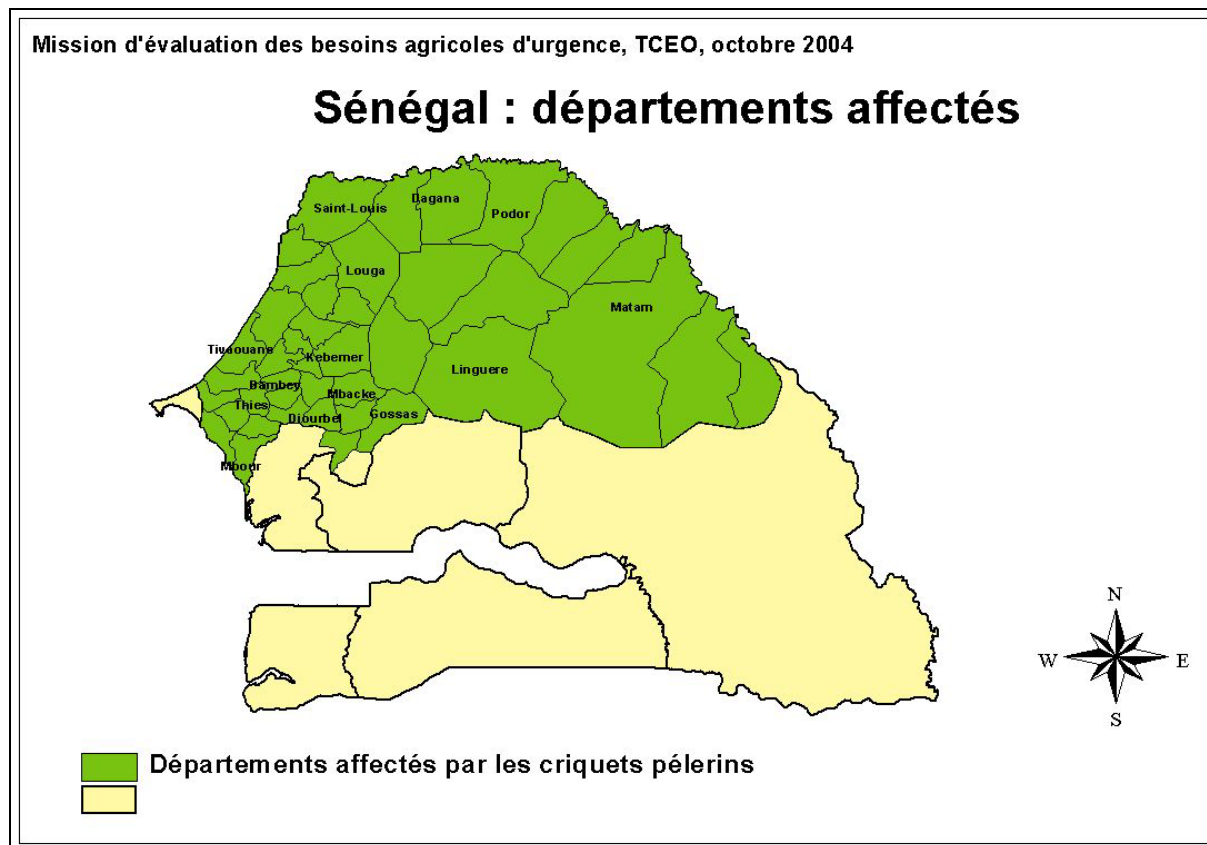 Mission d'évaluation des besoins agricoles d'urgence, TCEO, octobre 2004
Sénégal : départements affectés
Saint-Louis
Dagana
Podor
Louga
Matam
Tivaouane
Kebemer
Linguere
Bambey
Mbacke
Thies
Diourbel
Gossas
Mbour
N
W
E
S
Départements affectés par les criquets pélerins